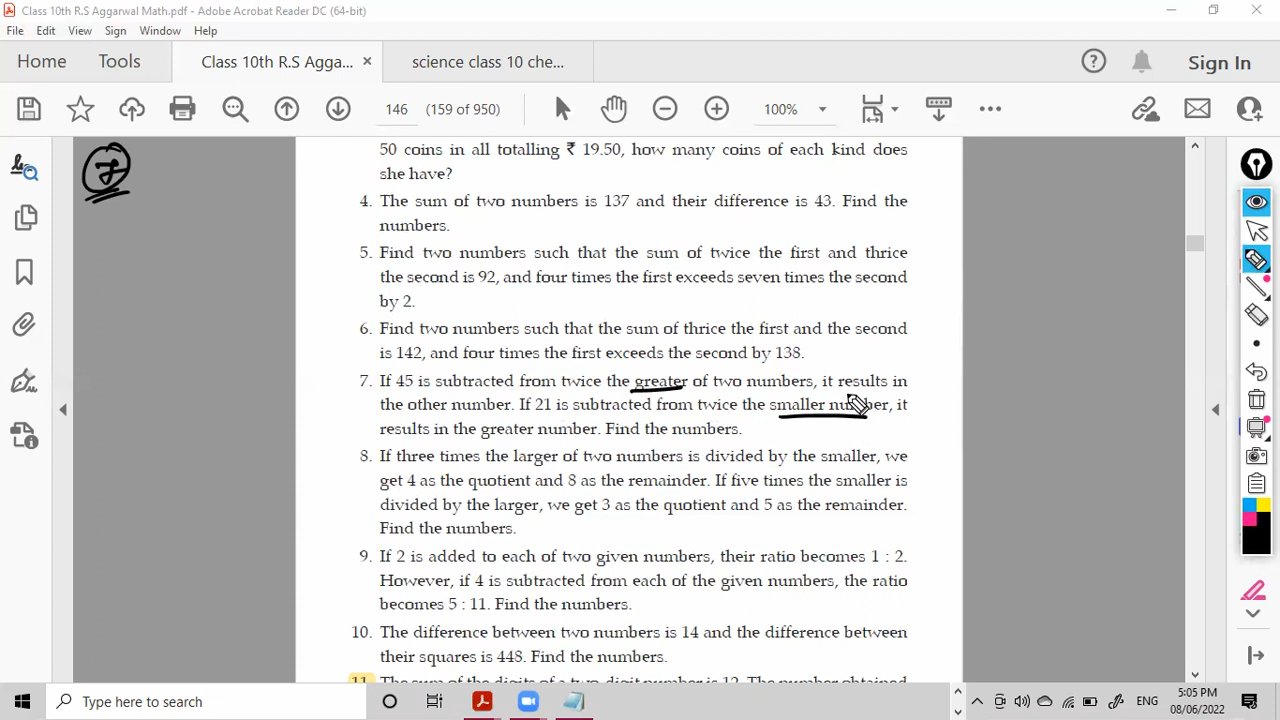 Class 10th R.S Aggarwal Math.pdf - Adobe Acrobat Reader DC (64-bit)
File Edit View Sign Window Help
Home Tools Class 10th R.S Agga... × science class 10 che... Sign In
146 (159 of 950) 100%
7
50 coins in all totalling ₹ 19.50, how many coins of each kind does
she have?
4. The sum of two numbers is 137 and their difference is 43. Find the
numbers.
5. Find two numbers such that the sum of twice the first and thrice
the second is 92, and four times the first exceeds seven times the second
by 2.
6. Find two numbers such that the sum of thrice the first and the second
is 142, and four times the first exceeds the second by 138.
7. If 45 is subtracted from twice the greater of two numbers, it results in
the other number. If 21 is subtracted from twice the smaller number, it
results in the greater number. Find the numbers.
8. If three times the larger of two numbers is divided by the smaller, we
get 4 as the quotient and 8 as the remainder. If five times the smaller is
divided by the larger, we get 3 as the quotient and 5 as the remainder.
Find the numbers.
9. If 2 is added to each of two given numbers, their ratio becomes 1 : 2.
However, if 4 is subtracted from each of the given numbers, the ratio
becomes 5 : 11. Find the numbers.
10. The difference between two numbers is 14 and the difference between
their squares is 448. Find the numbers.
11. The sum of the digits of a two-digit number is 12. The number obtained
Type here to search
ENG
5:05 PM
08/06/2022